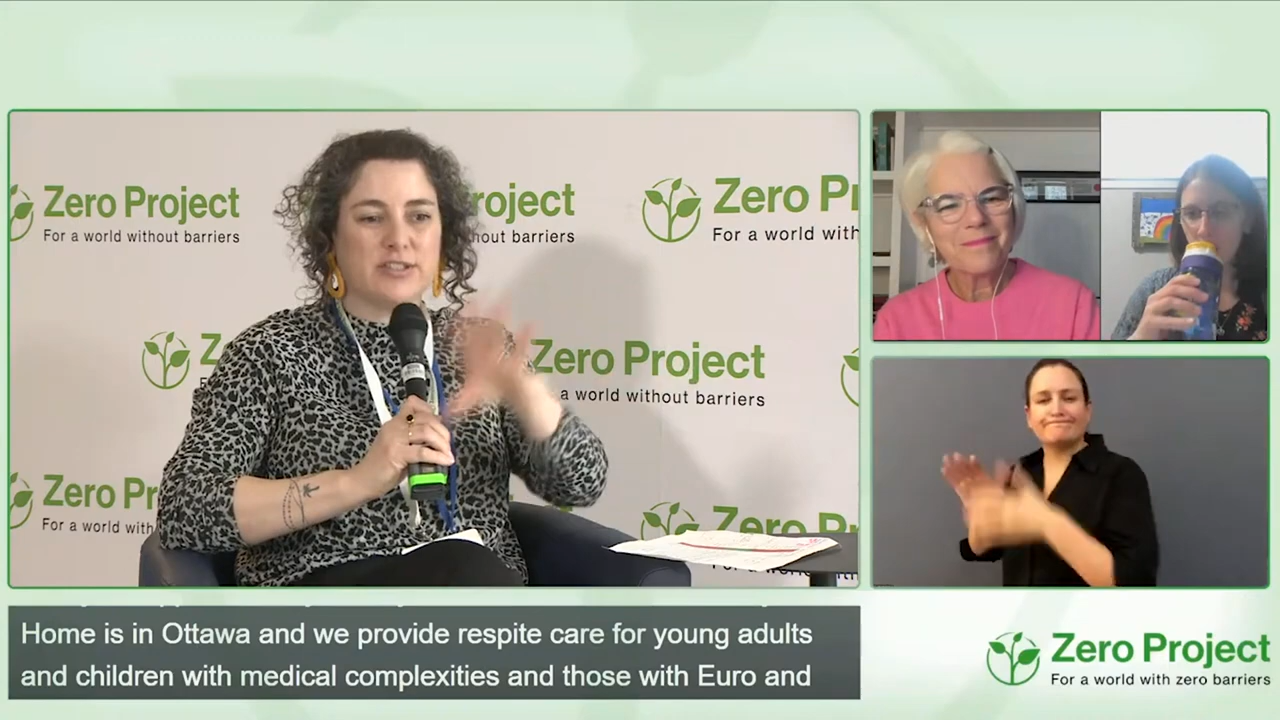 Zero Project
For a world without barriers
roject
hout barriers
Zero P
For a world without
Z
F
Zero Project
a world without barriers
Zero Pr
For a world with
Zero Pr
Home is in Ottawa and we provide respite care for young adults
and children with medical complexities and those with Euro and
Zero Project
For a world with zero barriers